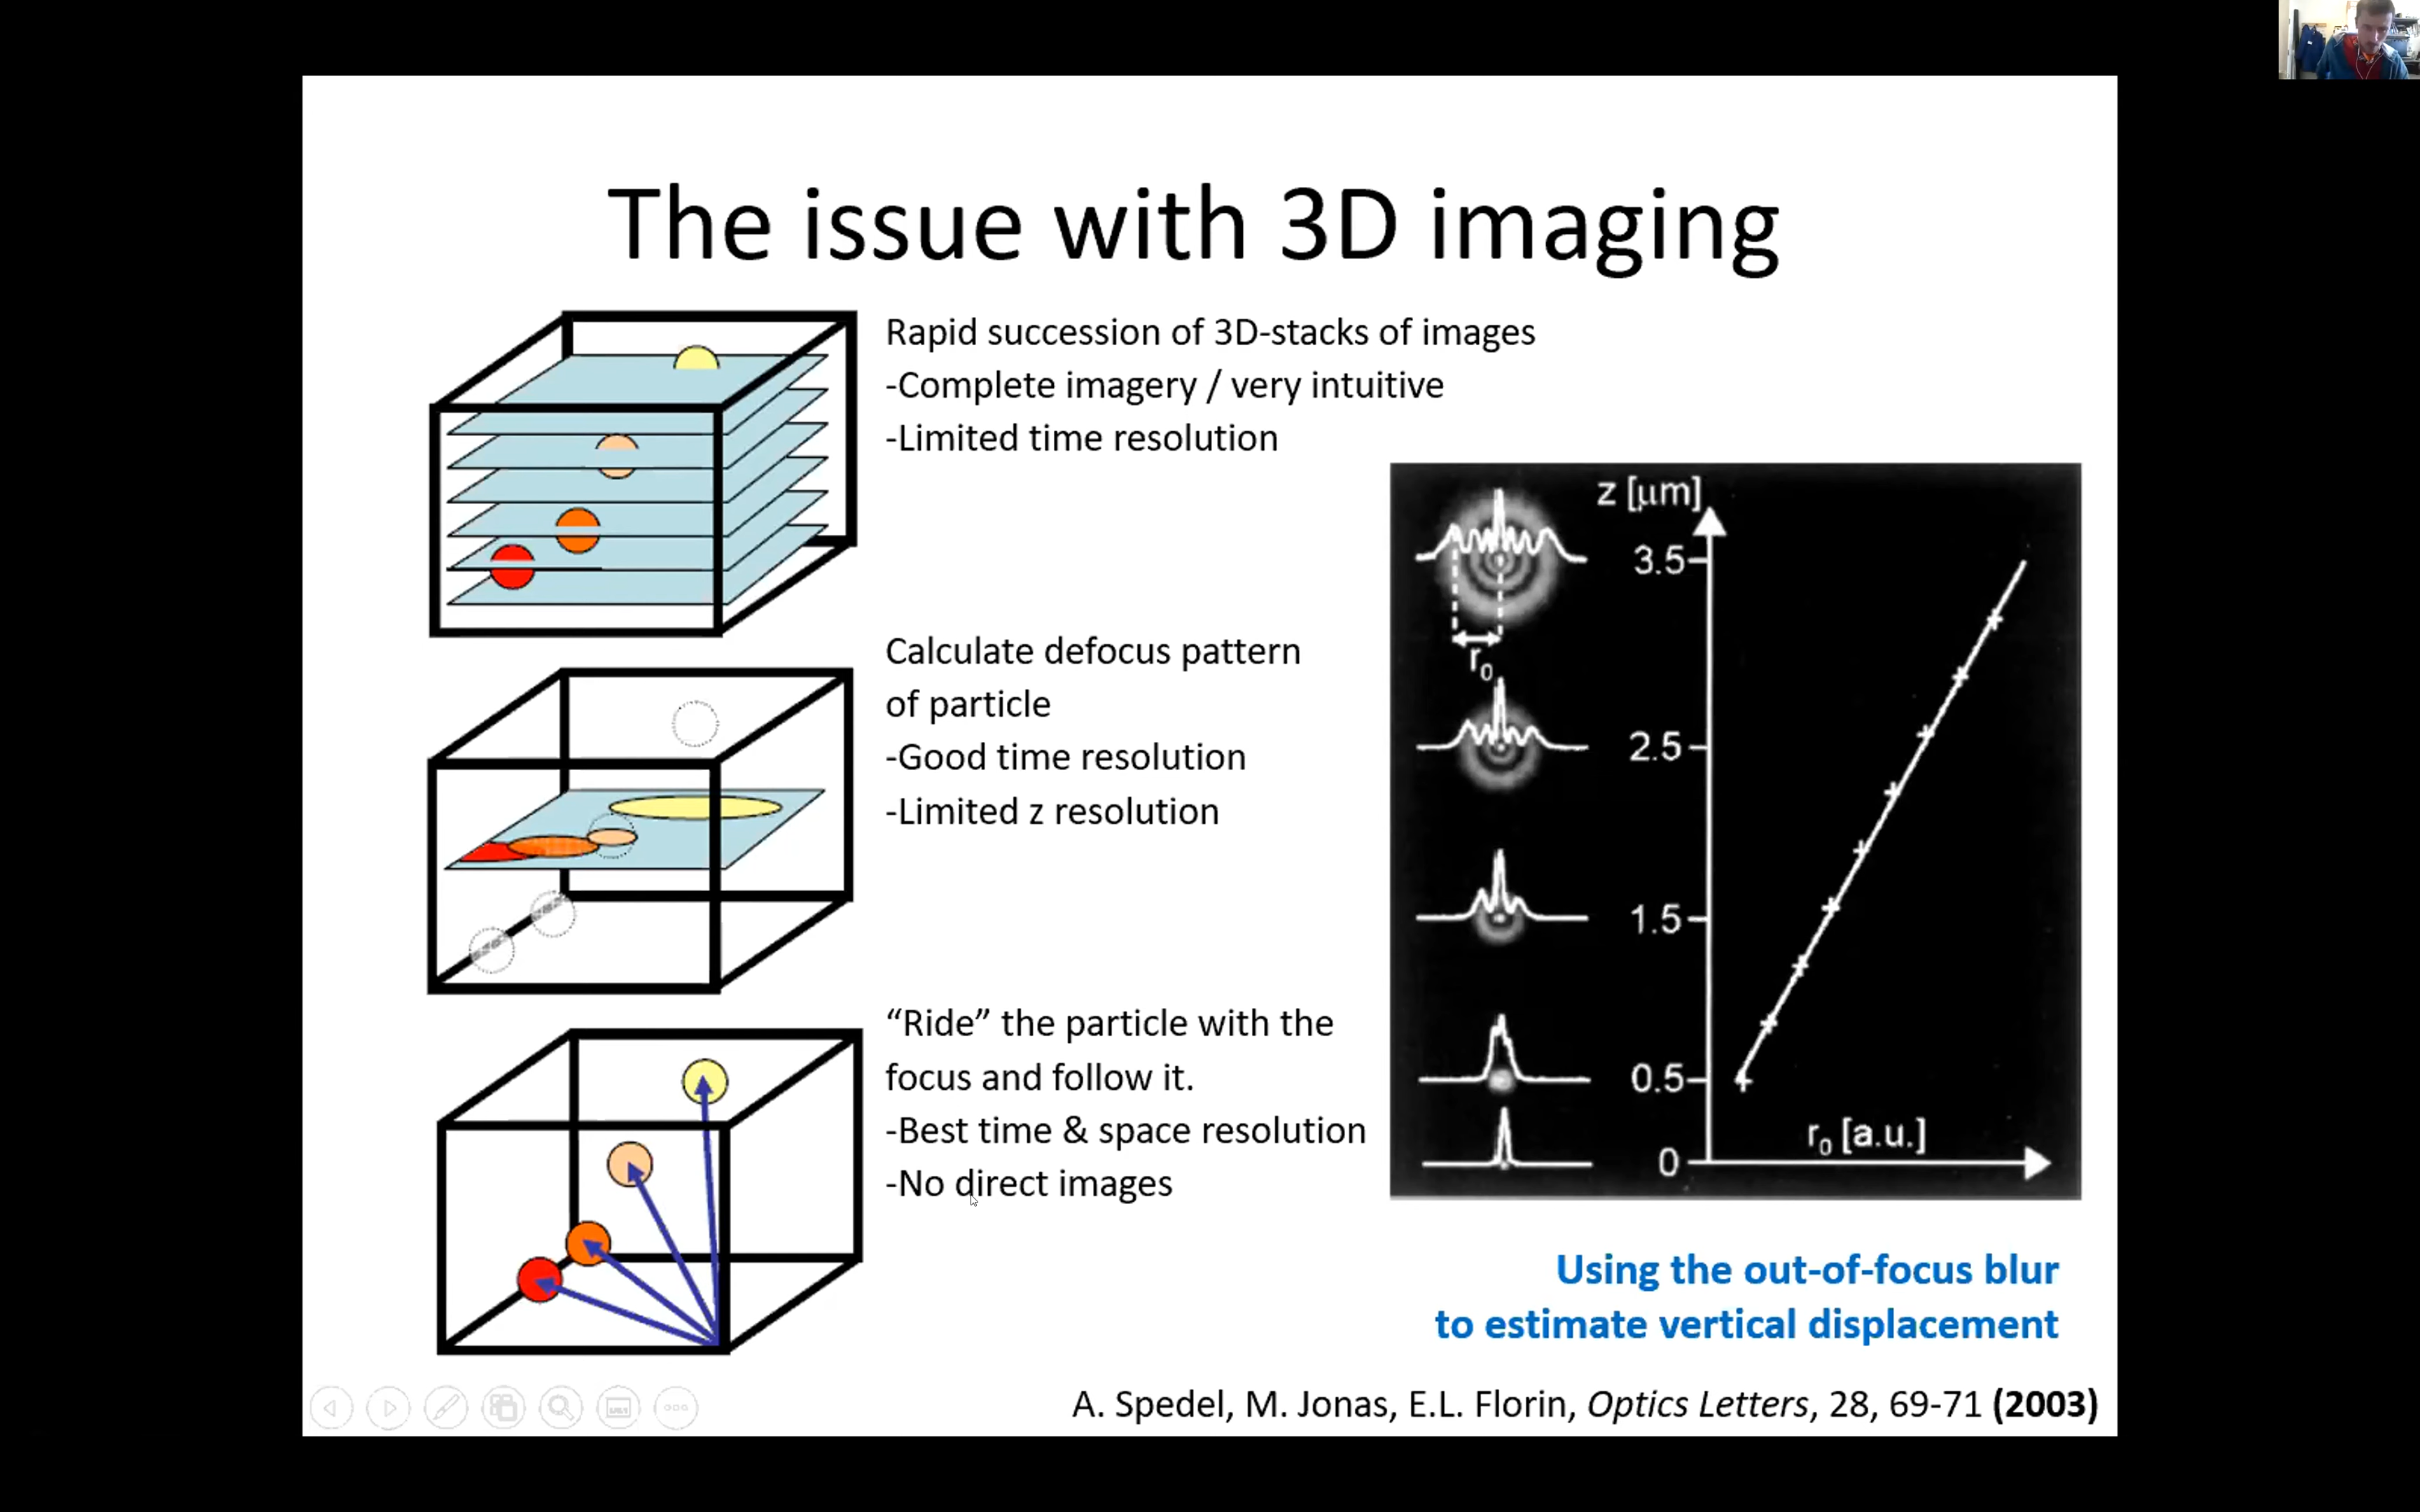 The issue with 3D imaging
Rapid succession of 3D-stacks of images
-Complete imagery / very intuitive
-Limited time resolution
Calculate defocus pattern
of particle
-Good time resolution
-Limited z resolution
“Ride” the particle with the
focus and follow it.
-Best time & space resolution
-No direct images
z [μm]
3.5
r₀
2.5
1.5
0.5
0
r₀ [a.u.]
Using the out-of-focus blur
to estimate vertical displacement
A. Spedel, M. Jonas, E.L. Florin, Optics Letters, 28, 69-71 (2003)